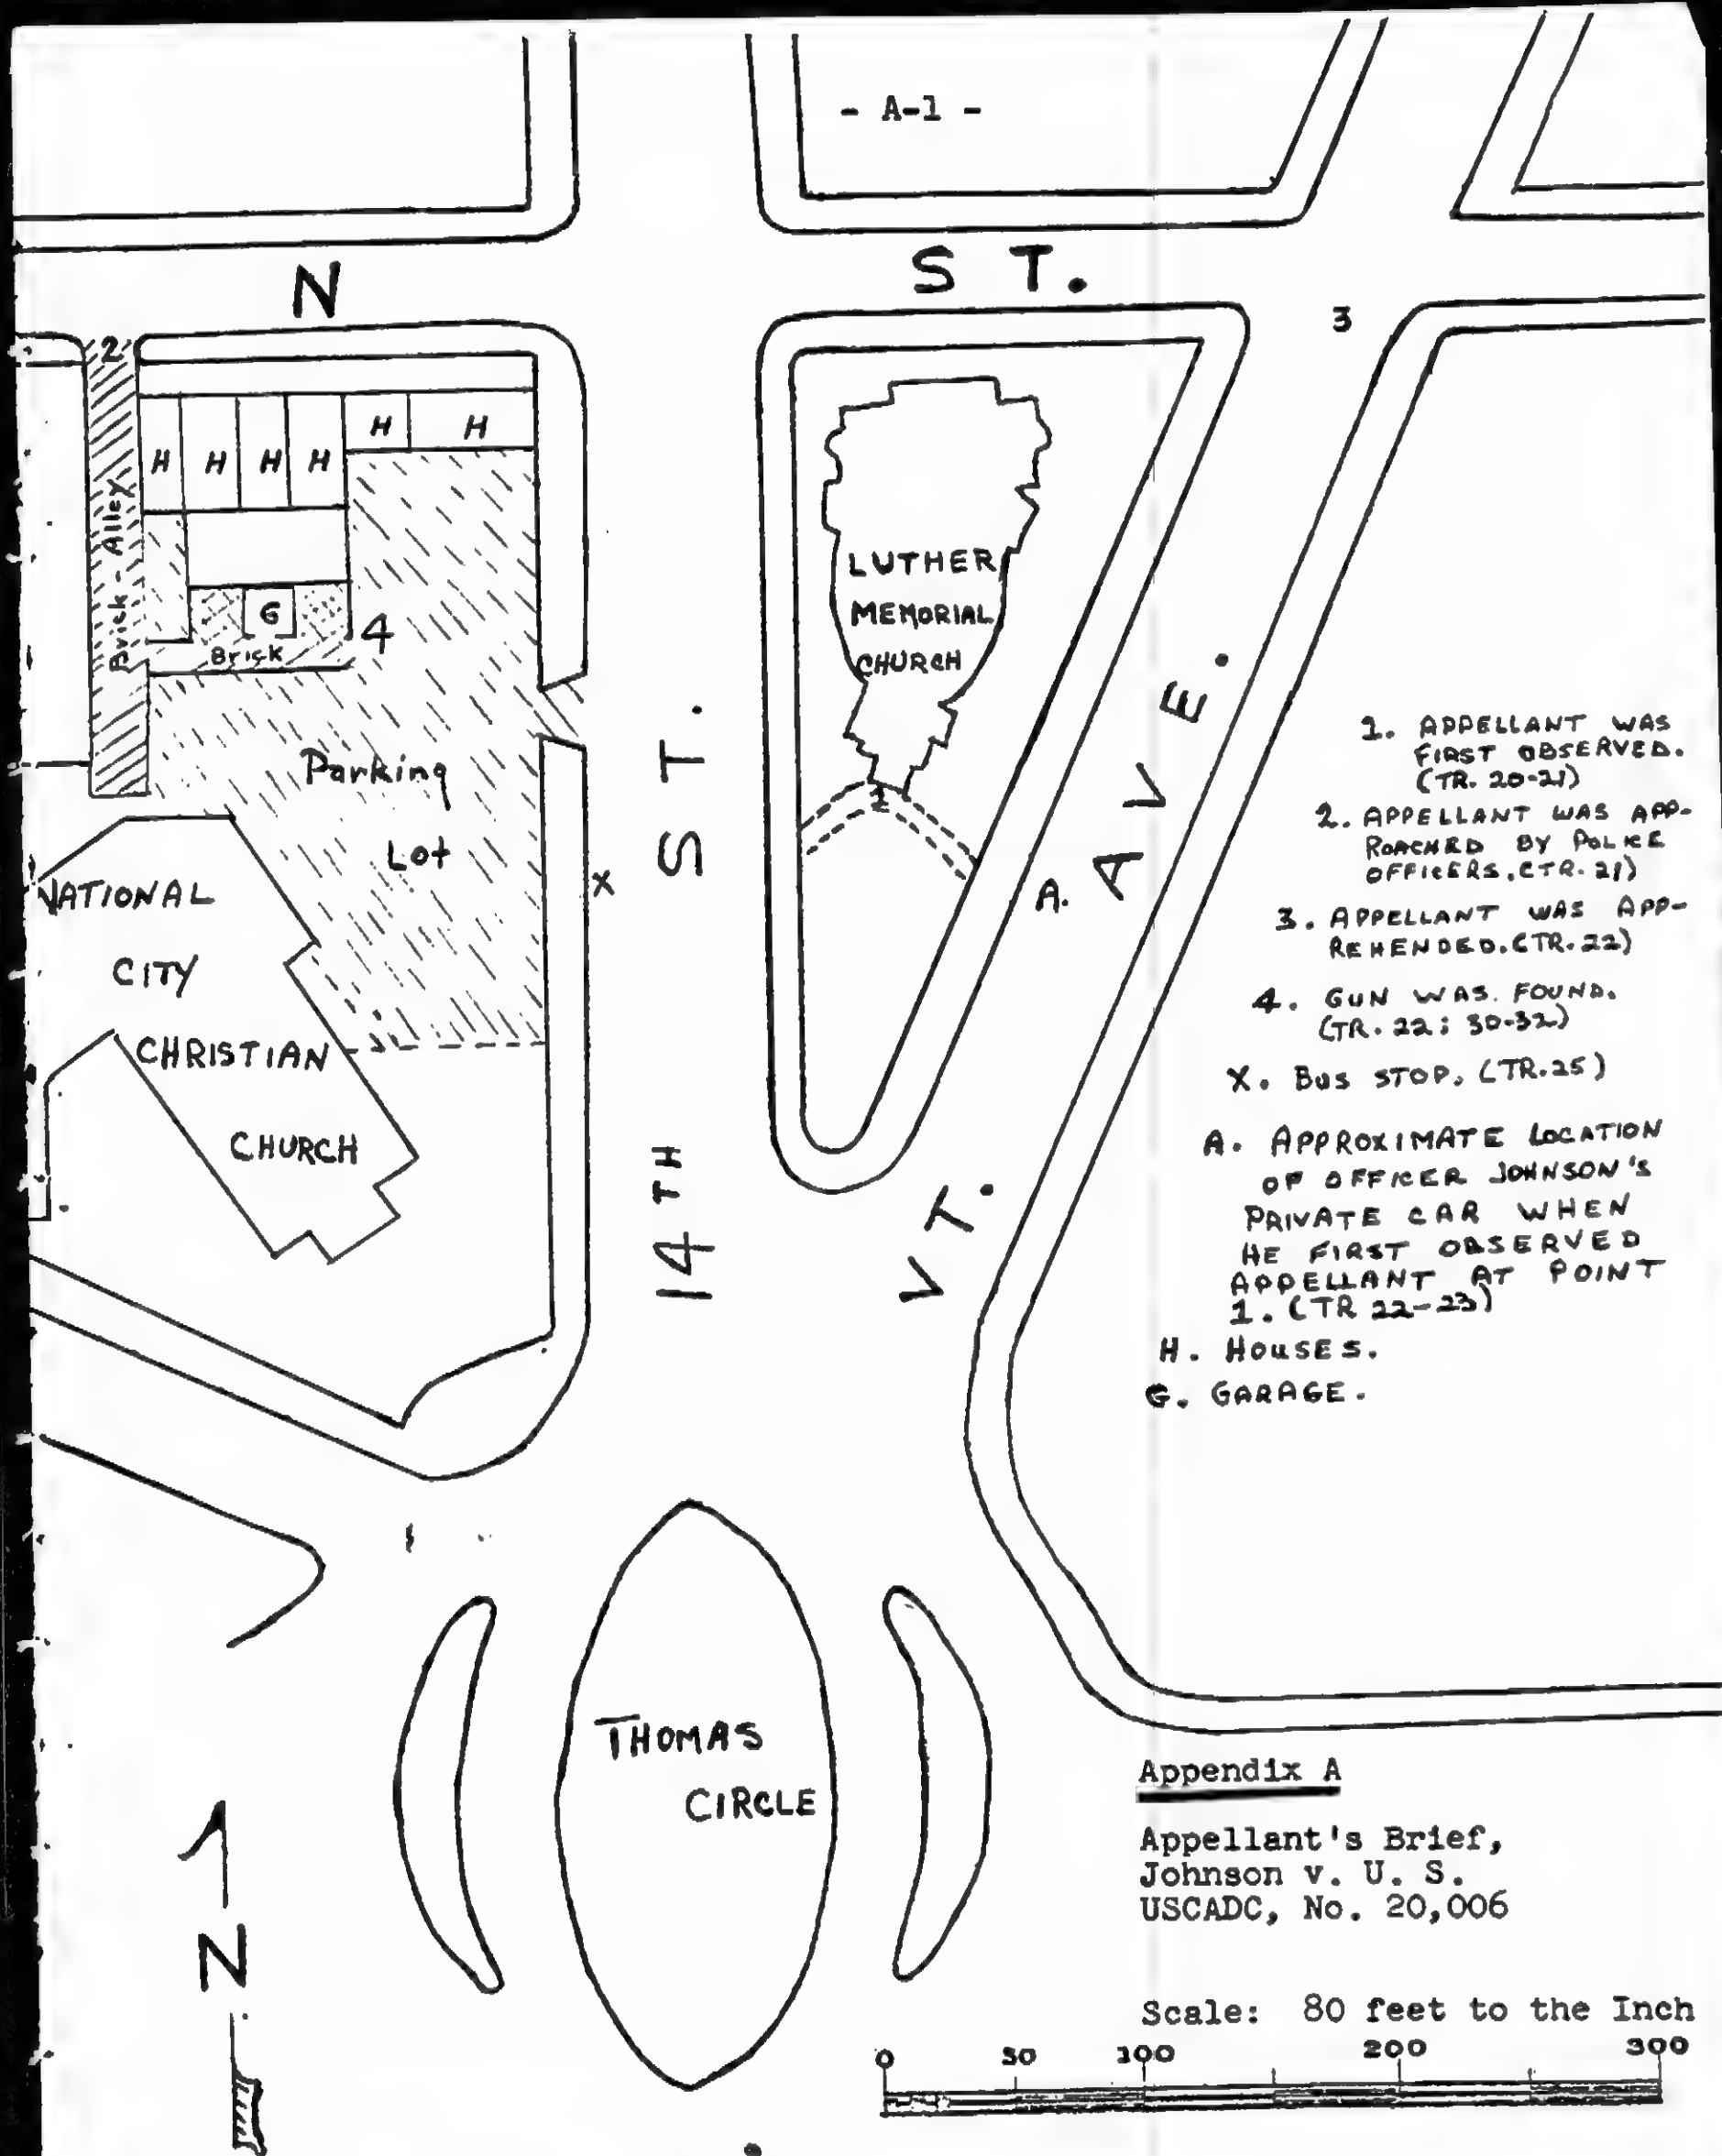 - A-1 -
N ST.
2
3
H H
H H H H
Brick-Alley
G
4
Brick
LUTHER
MEMORIAL
CHURCH
1
Parking
Lot
X
A.
14TH ST.
VT. AVE.
NATIONAL
CITY
CHRISTIAN
CHURCH
1. APPELLANT WAS
FIRST OBSERVED.
(TR. 20-21)
2. APPELLANT WAS APP-
ROACHED BY POLICE
OFFICERS. (TR. 21)
3. APPELLANT WAS APP-
REHENDED. (TR. 22)
4. GUN WAS FOUND.
(TR. 22; 30-32)
X. BUS STOP. (TR. 25)
A. APPROXIMATE LOCATION
OF OFFICER JOHNSON'S
PRIVATE CAR WHEN
HE FIRST OBSERVED
APPELLANT AT POINT
1. (TR 22-23)
H. HOUSES.
G. GARAGE.
THOMAS
CIRCLE
N
Appendix A
Appellant's Brief,
Johnson v. U. S.
USCADC, No. 20,006
Scale: 80 feet to the Inch
0 50 100 200 300